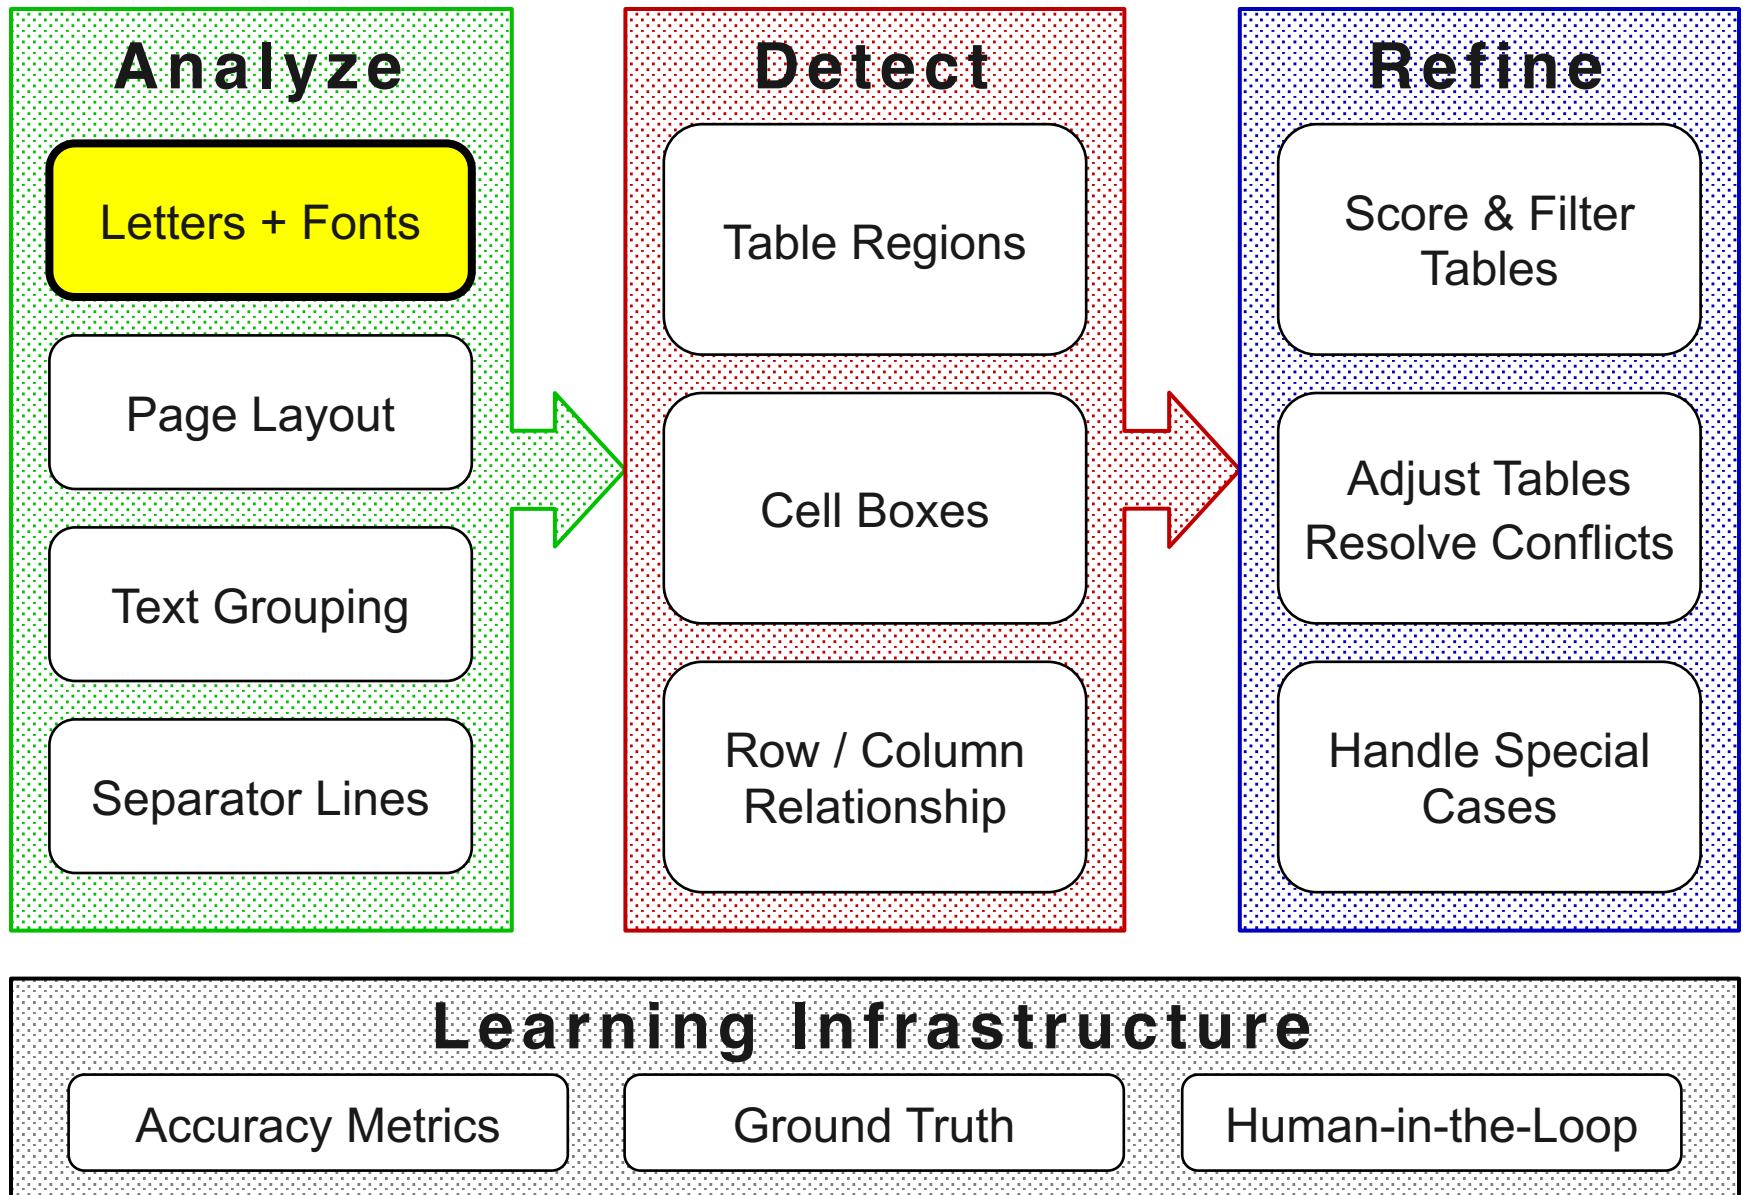 Analyze
Letters + Fonts
Page Layout
Text Grouping
Separator Lines
Detect
Table Regions
Cell Boxes
Row / Column
Relationship
Refine
Score & Filter
Tables
Adjust Tables
Resolve Conflicts
Handle Special
Cases
Learning Infrastructure
Accuracy Metrics
Ground Truth
Human-in-the-Loop